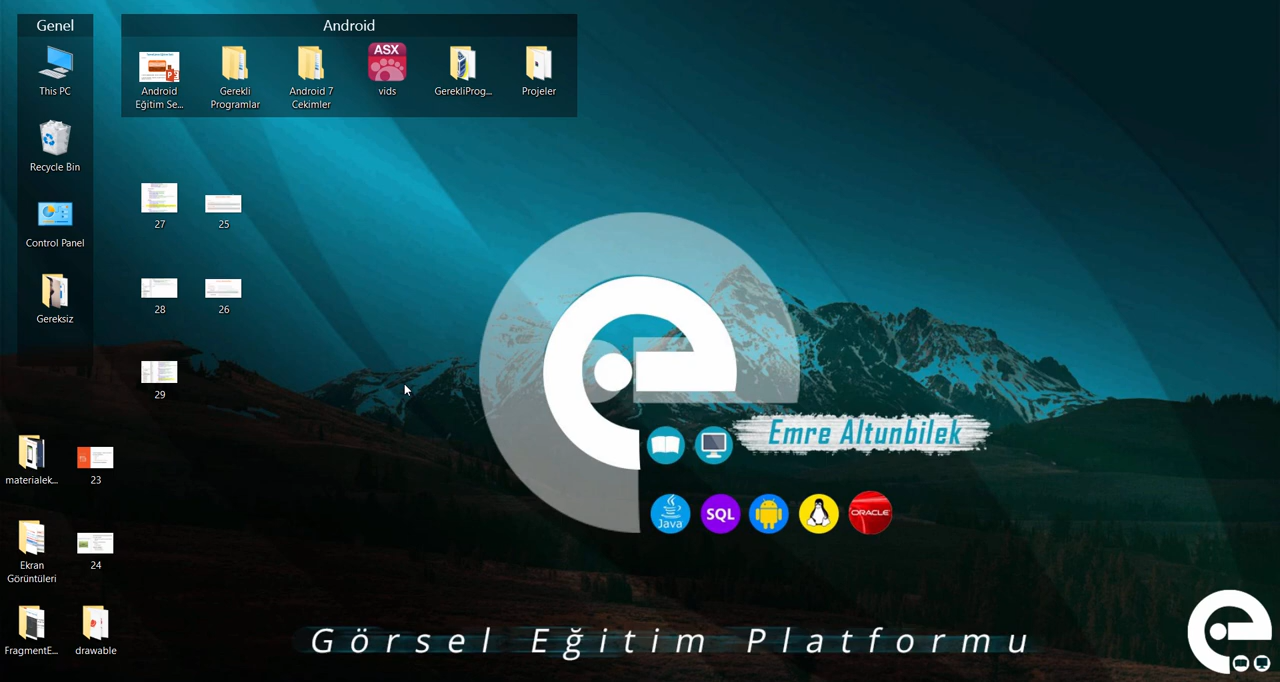 Genel
Android
This PC
Recycle Bin
Control Panel
Gereksiz
Android
Eğitim Se...
Gerekli
Programlar
Android 7
Cekimler
ASX
vids
GerekliProg...
Projeler
27
25
28
26
29
materialek...
23
Ekran
Görüntüleri
24
FragmentE...
drawable
Emre Altunbilek
Java
SQL
ORACLE
Görsel Eğitim Platformu